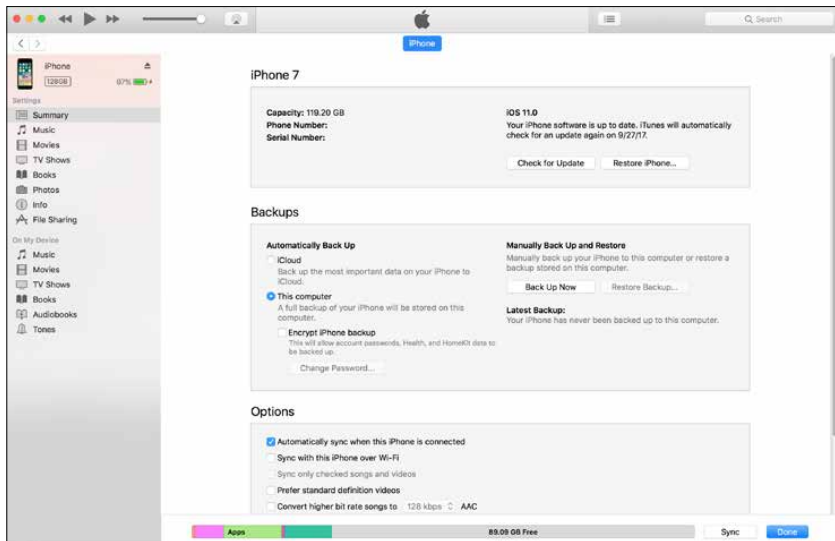 Search
iPhone
iPhone
128GB
97%
Settings
Summary
Music
Movies
TV Shows
Books
Photos
Info
File Sharing
On My Device
Music
Movies
TV Shows
Books
Audiobooks
Tones
iPhone 7
Capacity: 119.20 GB
Phone Number:
Serial Number:
iOS 11.0
Your iPhone software is up to date. iTunes will automatically
check for an update again on 9/27/17.
Check for Update
Restore iPhone...
Backups
Automatically Back Up
iCloud
Back up the most important data on your iPhone to
iCloud.
This computer
A full backup of your iPhone will be stored on this
computer.
Encrypt iPhone backup
This will allow account passwords, Health, and HomeKit data to
be backed up.
Change Password...
Manually Back Up and Restore
Manually back up your iPhone to this computer or restore a
backup stored on this computer.
Back Up Now
Restore Backup...
Latest Backup:
Your iPhone has never been backed up to this computer.
Options
Automatically sync when this iPhone is connected
Sync with this iPhone over Wi-Fi
Sync only checked songs and videos
Prefer standard definition videos
Convert higher bit rate songs to 128 kbps AAC
Apps
89.09 GB Free
Sync
Done